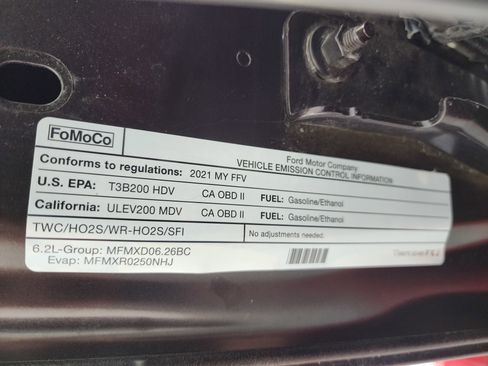 FoMoCo
Ford Motor Company
VEHICLE EMISSION CONTROL INFORMATION
Conforms to regulations: 2021 MY FFV
U.S. EPA: T3B200 HDV CA OBD II FUEL: Gasoline/Ethanol
California: ULEV200 MDV CA OBD II FUEL: Gasoline/Ethanol
TWC/HO2S/WR-HO2S/SFI No adjustments needed.
6.2L-Group: MFMXD06.26BC
Evap: MFMXR0250NHJ